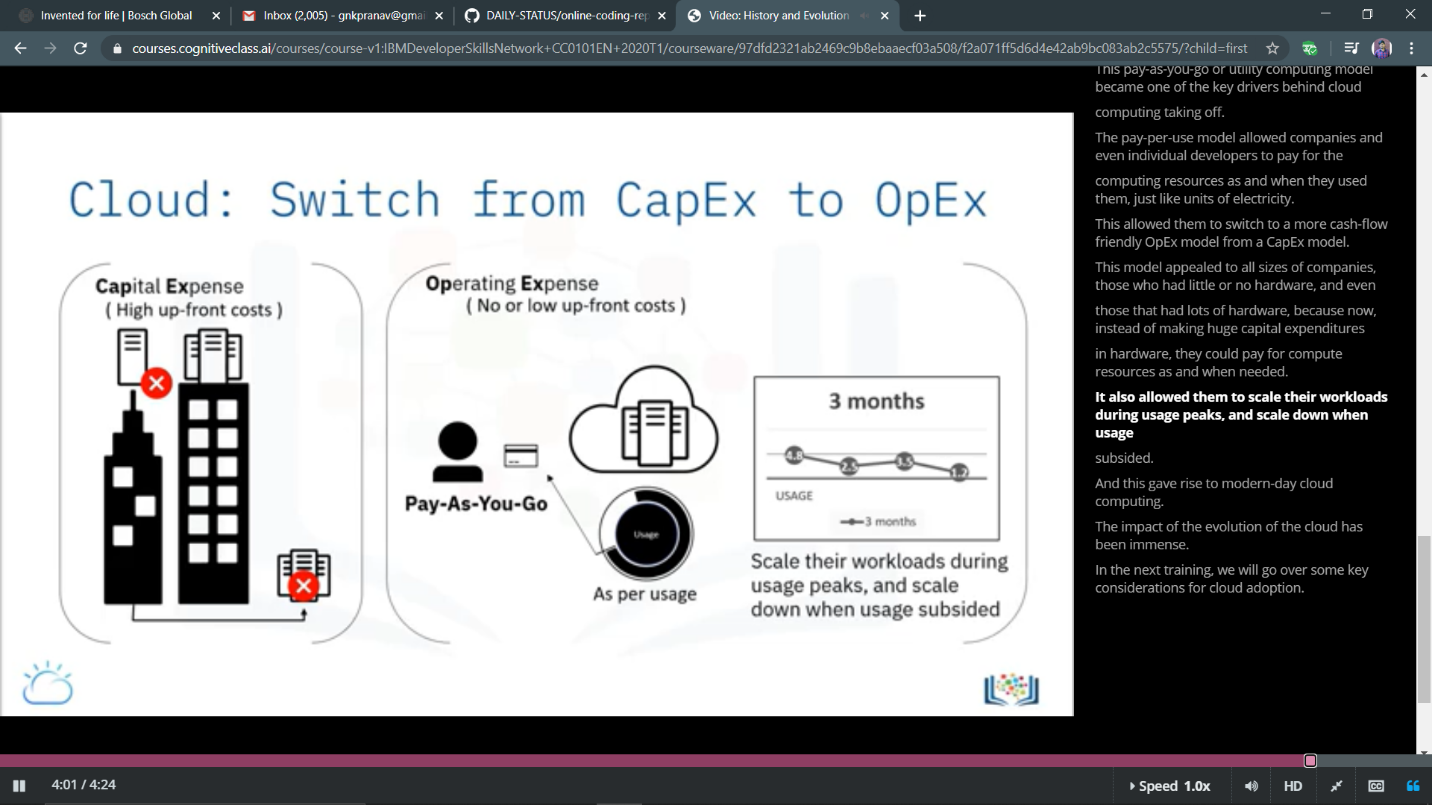 Invented for life | Bosch Global
Inbox (2,005) - gnkpranav@gmai
DAILY-STATUS/online-coding-rep
Video: History and Evolution
courses.cognitiveclass.ai/courses/course-v1:IBMDeveloperSkillsNetwork+CC0101EN+2020T1/courseware/97dfd2321ab2469c9b8ebaaecf03a508/f2a071ff5d6d4e42ab9bc083ab2c5575/?child=first
Cloud: Switch from CapEx to OpEx
Capital Expense
( High up-front costs )
Operating Expense
( No or low up-front costs )
Pay-As-You-Go
Usage
As per usage
3 months
4.8
2.5
3.5
1.2
USAGE
3 months
Scale their workloads during
usage peaks, and scale
down when usage subsided
This pay-as-you-go or utility computing model
became one of the key drivers behind cloud
computing taking off.
The pay-per-use model allowed companies and
even individual developers to pay for the
computing resources as and when they used
them, just like units of electricity.
This allowed them to switch to a more cash-flow
friendly OpEx model from a CapEx model.
This model appealed to all sizes of companies,
those who had little or no hardware, and even
those that had lots of hardware, because now,
instead of making huge capital expenditures
in hardware, they could pay for compute
resources as and when needed.
It also allowed them to scale their workloads
during usage peaks, and scale down when
usage
subsided.
And this gave rise to modern-day cloud
computing.
The impact of the evolution of the cloud has
been immense.
In the next training, we will go over some key
considerations for cloud adoption.
4:01 / 4:24
Speed 1.0x
HD
CC